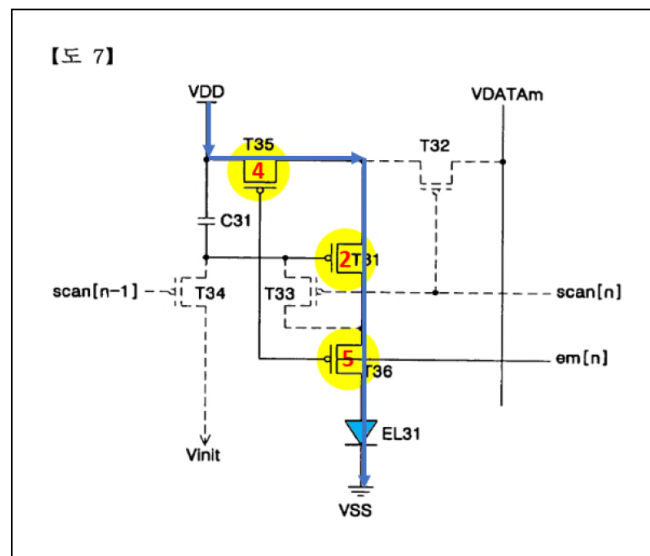 【도 7】
VDD
VDATAm
T35
T32
4
C31
2
T31
scan[n-1]
T34
T33
scan[n]
5
em[n]
T36
EL31
Vinit
VSS